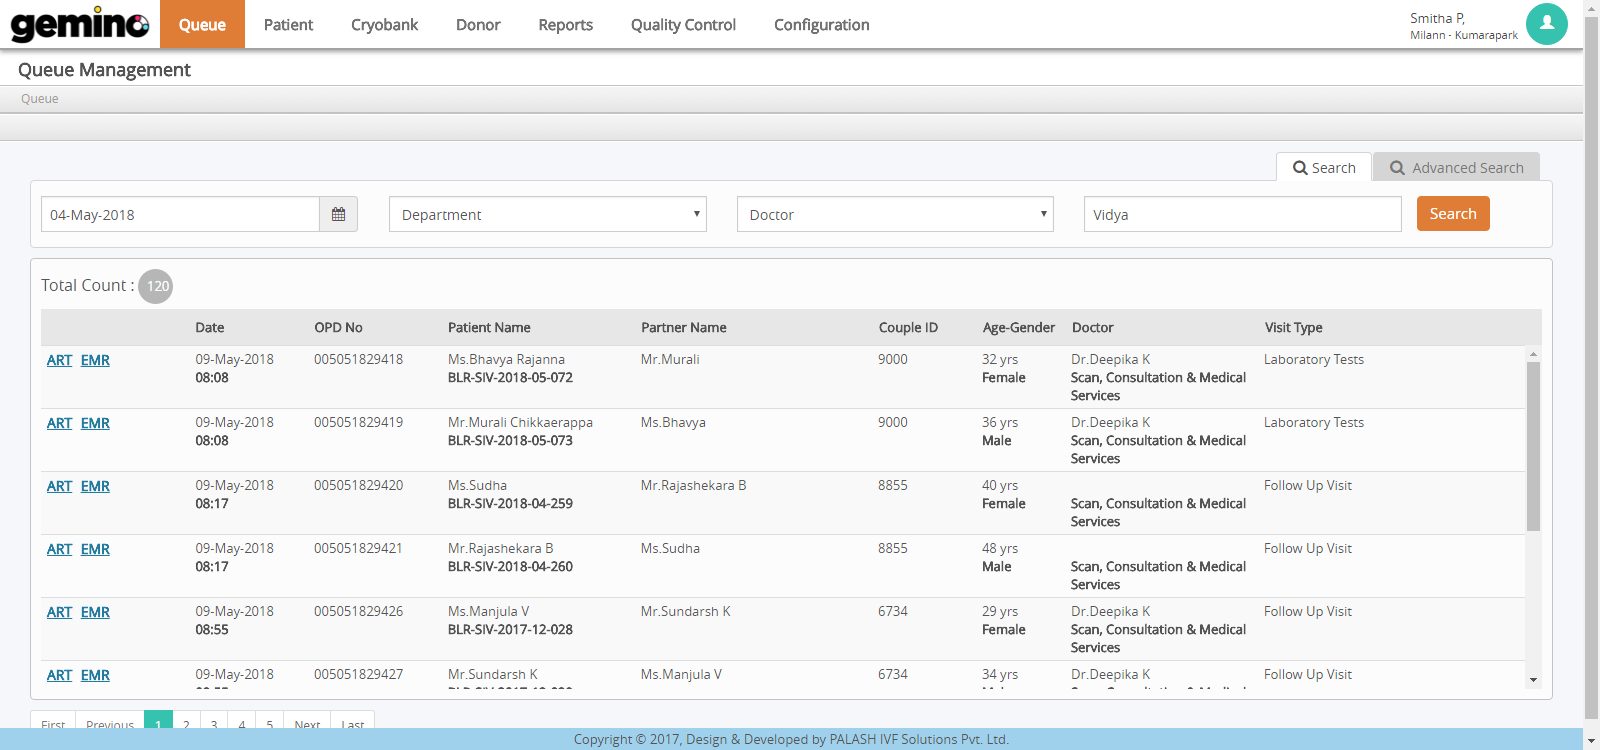 gemino Queue Patient Cryobank Donor Reports Quality Control Configuration Smitha P,
Milann - Kumarapark
Queue Management
Queue
Search Advanced Search
04-May-2018 Department Doctor Vidya Search
Total Count : 120
Date OPD No Patient Name Partner Name Couple ID Age-Gender Doctor Visit Type
ART EMR 09-May-2018 005051829418 Ms.Bhavya Rajanna Mr.Murali 9000 32 yrs Dr.Deepika K Laboratory Tests
08:08 BLR-SIV-2018-05-072 Female Scan, Consultation & Medical
Services
ART EMR 09-May-2018 005051829419 Mr.Murali Chikkaerappa Ms.Bhavya 9000 36 yrs Dr.Deepika K Laboratory Tests
08:08 BLR-SIV-2018-05-073 Male Scan, Consultation & Medical
Services
ART EMR 09-May-2018 005051829420 Ms.Sudha Mr.Rajashekara B 8855 40 yrs Follow Up Visit
08:17 BLR-SIV-2018-04-259 Female Scan, Consultation & Medical
Services
ART EMR 09-May-2018 005051829421 Mr.Rajashekara B Ms.Sudha 8855 48 yrs Follow Up Visit
08:17 BLR-SIV-2018-04-260 Male Scan, Consultation & Medical
Services
ART EMR 09-May-2018 005051829426 Ms.Manjula V Mr.Sundarsh K 6734 29 yrs Dr.Deepika K Follow Up Visit
08:55 BLR-SIV-2017-12-028 Female Scan, Consultation & Medical
Services
ART EMR 09-May-2018 005051829427 Mr.Sundarsh K Ms.Manjula V 6734 34 yrs Dr.Deepika K Follow Up Visit
First Previous 1 2 3 4 5 Next Last
Copyright © 2017, Design & Developed by PALASH IVF Solutions Pvt. Ltd.